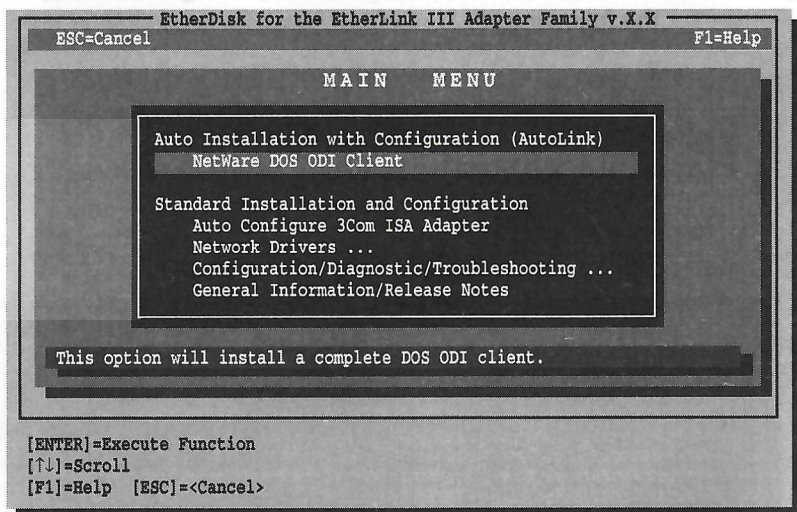 EtherDisk for the EtherLink III Adapter Family v.X.X
ESC=Cancel F1=Help
MAIN MENU
Auto Installation with Configuration (AutoLink)
NetWare DOS ODI Client
Standard Installation and Configuration
Auto Configure 3Com ISA Adapter
Network Drivers ...
Configuration/Diagnostic/Troubleshooting ...
General Information/Release Notes
This option will install a complete DOS ODI client.
[ENTER]=Execute Function
[↑↓]=Scroll
[F1]=Help [ESC]=<Cancel>